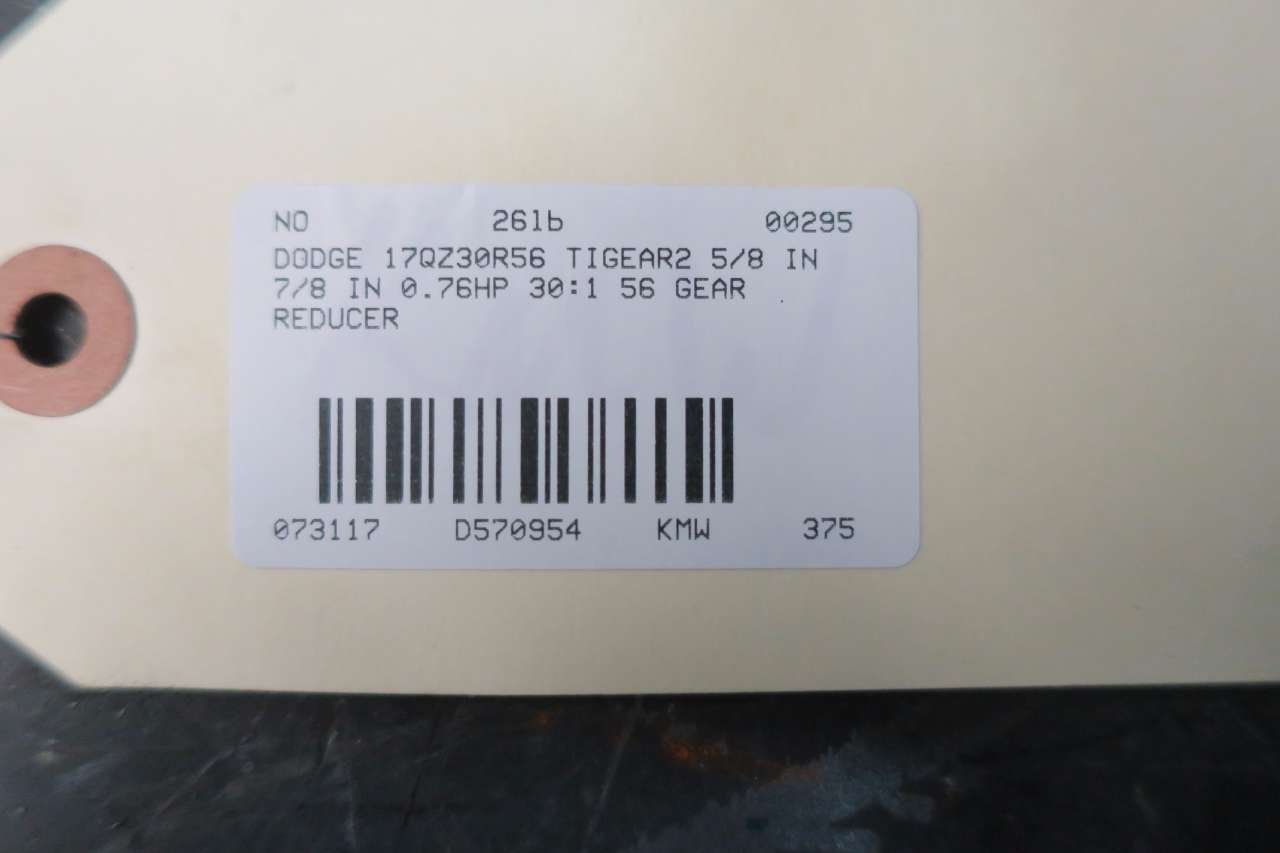 NO 26lb 00295
DODGE 17QZ30R56 TIGEAR2 5/8 IN
7/8 IN 0.76HP 30:1 56 GEAR
REDUCER
073117 D570954 KMW 375